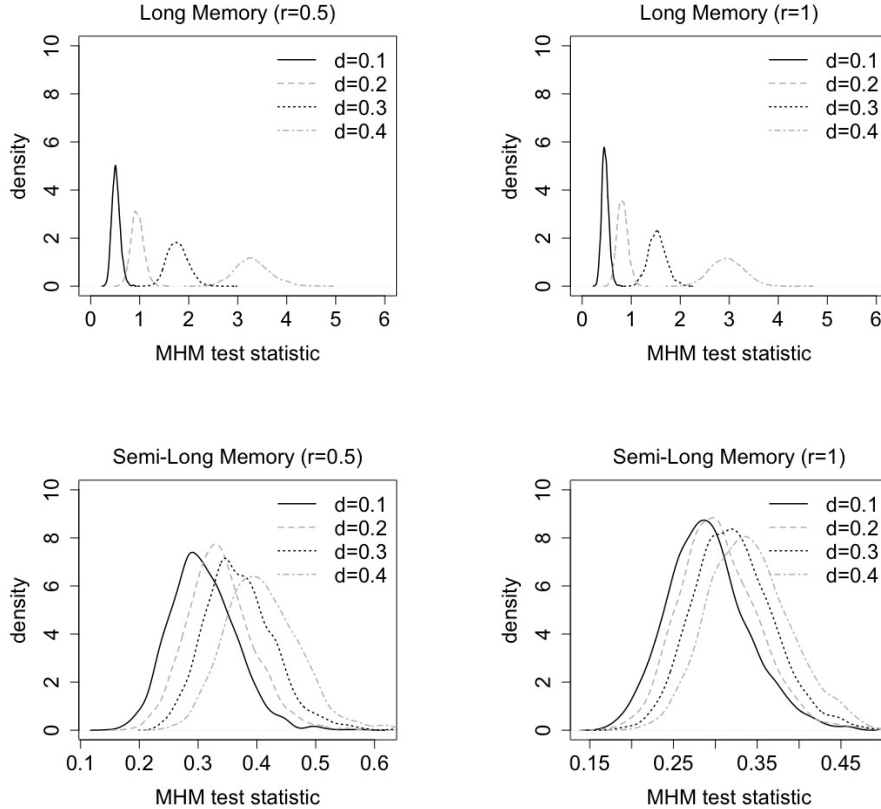 Long Memory (r=0.5)
density
0
2
4
6
8
10
d=0.1
d=0.2
d=0.3
d=0.4
0 1 2 3 4 5 6
MHM test statistic
Long Memory (r=1)
density
0
2
4
6
8
10
d=0.1
d=0.2
d=0.3
d=0.4
0 1 2 3 4 5 6
MHM test statistic
Semi-Long Memory (r=0.5)
density
0
2
4
6
8
10
d=0.1
d=0.2
d=0.3
d=0.4
0.1 0.2 0.3 0.4 0.5 0.6
MHM test statistic
Semi-Long Memory (r=1)
density
0
2
4
6
8
10
d=0.1
d=0.2
d=0.3
d=0.4
0.15 0.25 0.35 0.45
MHM test statistic